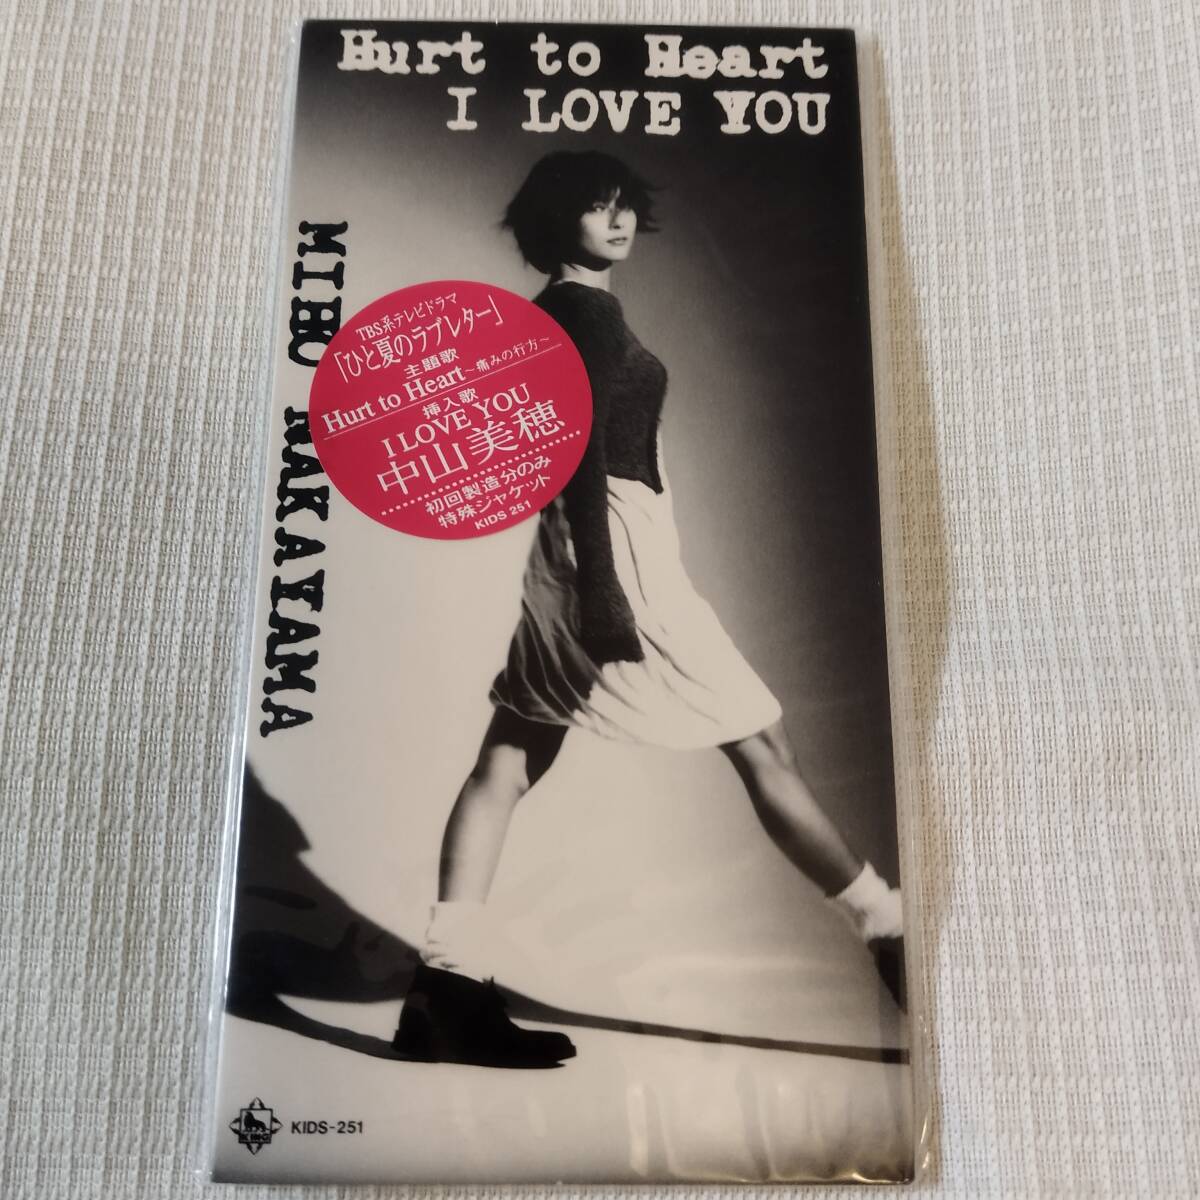 Hurt to Heart
I LOVE YOU
MIHO NAKAYAMA
TBS系テレビドラマ
「ひと夏のラブレター」
主題歌
Hurt to Heart～痛みの行方～
挿入歌
I LOVE YOU
中山美穂
初回製造分のみ
特殊ジャケット
KIDS 251
KING
KIDS-251